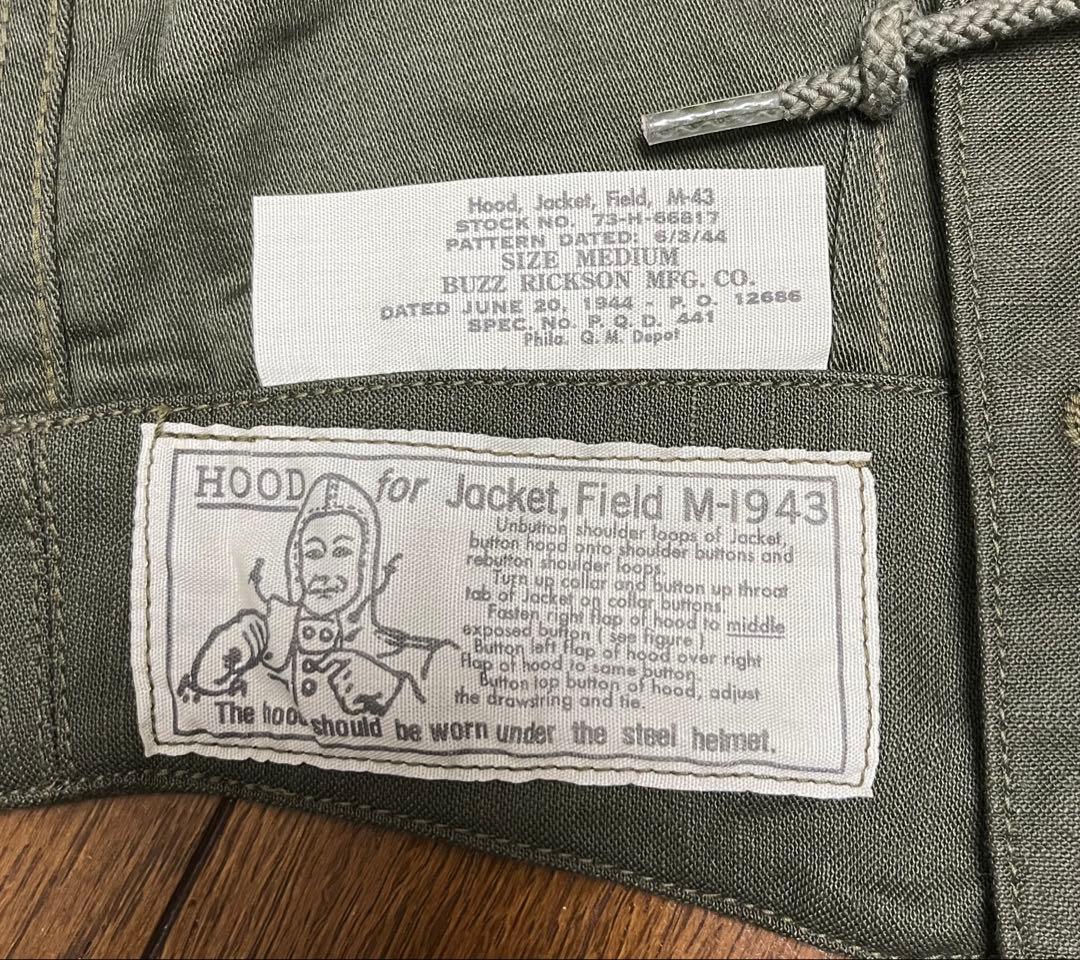 Hood, Jacket, Field, M-43
STOCK NO. 73-H-66817
PATTERN DATED: 6/3/44
SIZE MEDIUM
BUZZ RICKSON MFG. CO.
DATED JUNE 20, 1944 - P. O. 12686
SPEC. No. P. Q. D. 441
Phila. Q. M. Depot
HOOD for Jacket, Field M-1943
Unbutton shoulder loops of Jacket,
button hood onto shoulder buttons and
rebutton shoulder loops.
Turn up collar and button up throat
tab of Jacket on collar buttons.
Fasten right flap of hood to middle
exposed button ( see figure )
Button left flap of hood over right
flap of hood to same button.
Button top button of hood, adjust
the drawstring and tie.
The hood should be worn under the steel helmet.